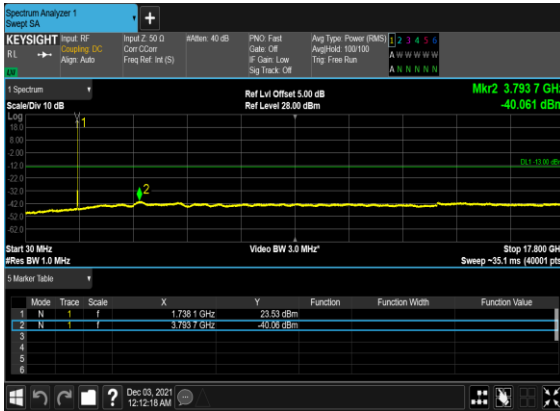 Spectrum Analyzer 1
Swept SA
+
KEYSIGHT Input: RF Input Z: 50 Ω #Atten: 40 dB PNO: Fast Avg Type: Power (RMS) 1 2 3 4 5 6
RL Coupling: DC Corr CCorr Gate: Off Avg|Hold: 100/100 A W W W W W
Align: Auto Freq Ref: Int (S) IF Gain: Low Trig: Free Run
Sig Track: Off A N N N N N
1 Spectrum Ref Lvl Offset 5.00 dB Mkr2 3.793 7 GHz
Scale/Div 10 dB Ref Level 28.00 dBm -40.061 dBm
Log
18.0 1
8.00
-2.00
-12.0 DL1 -13.00 dBm
-22.0
-32.0 2
-42.0
-52.0
-62.0
Start 30 MHz Video BW 3.0 MHz* Stop 17.800 GHz
#Res BW 1.0 MHz Sweep ~35.1 ms (40001 pts)
5 Marker Table
Mode Trace Scale X Y Function Function Width Function Value
1 N 1 f 1.738 1 GHz 23.53 dBm
2 N 1 f 3.793 7 GHz -40.06 dBm
3
4
5
6
? Dec 03, 2021
12:12:18 AM